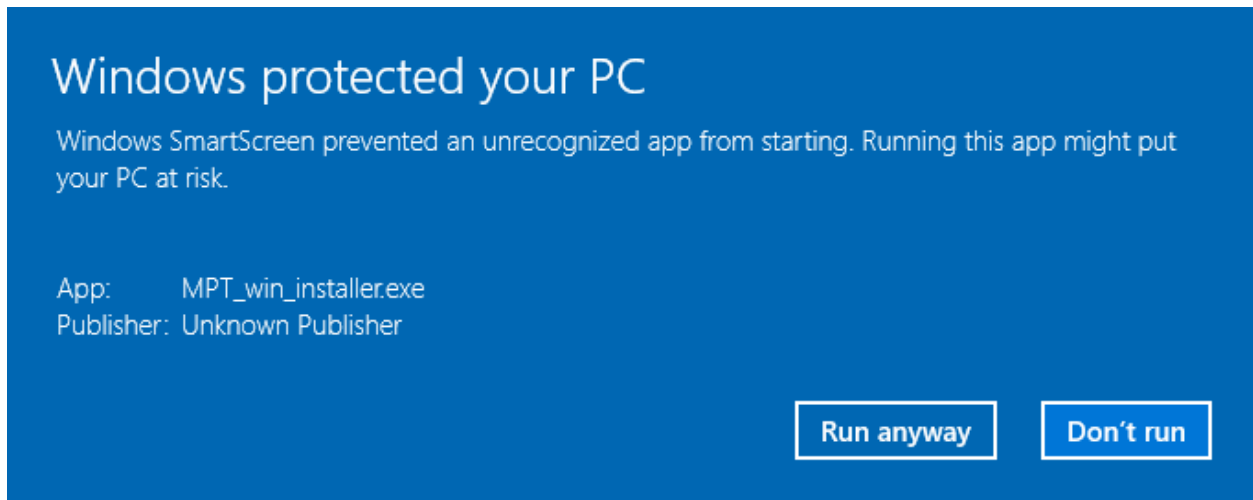 Windows protected your PC
Windows SmartScreen prevented an unrecognized app from starting. Running this app might put
your PC at risk.
App: MPT_win_installer.exe
Publisher: Unknown Publisher
Run anyway Don't run